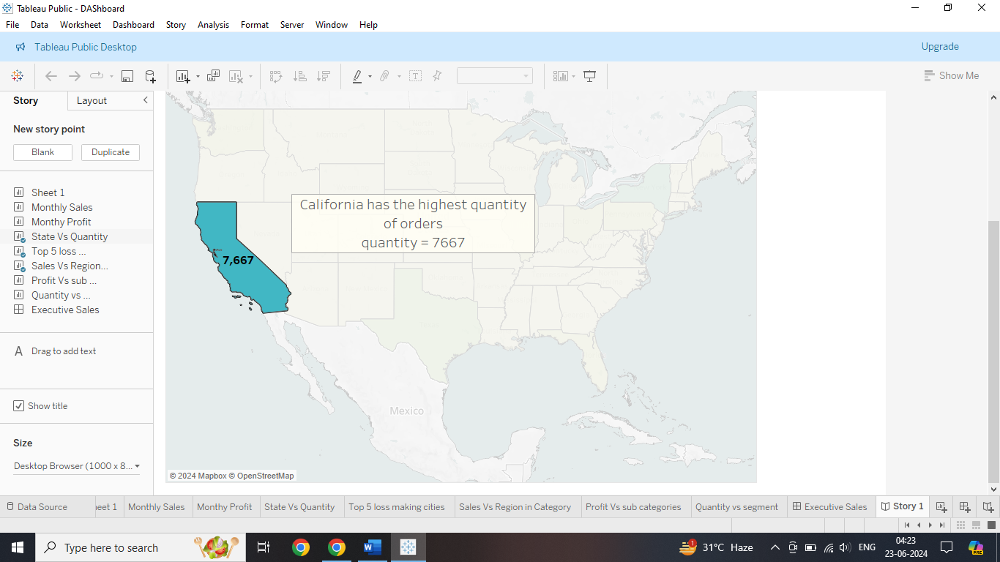 Tableau Public - DAShboard
File Data Worksheet Dashboard Story Analysis Format Server Window Help
Tableau Public Desktop
Upgrade
Show Me
Story Layout
New story point
Blank Duplicate
Sheet 1
Monthly Sales
Monthy Profit
State Vs Quantity
Top 5 loss ...
Sales Vs Region...
Profit Vs sub ...
Quantity vs ...
Executive Sales
A Drag to add text
Show title
Size
Desktop Browser (1000 x 8...
California has the highest quantity
of orders
quantity = 7667
7,667
Mexico
© 2024 Mapbox © OpenStreetMap
Data Source eet 1 Monthly Sales Monthy Profit State Vs Quantity Top 5 loss making cities Sales Vs Region in Category Profit Vs sub categories Quantity vs segment Executive Sales Story 1
Type here to search
W
1
31°C Haze
ENG
04:23
23-06-2024
PRE